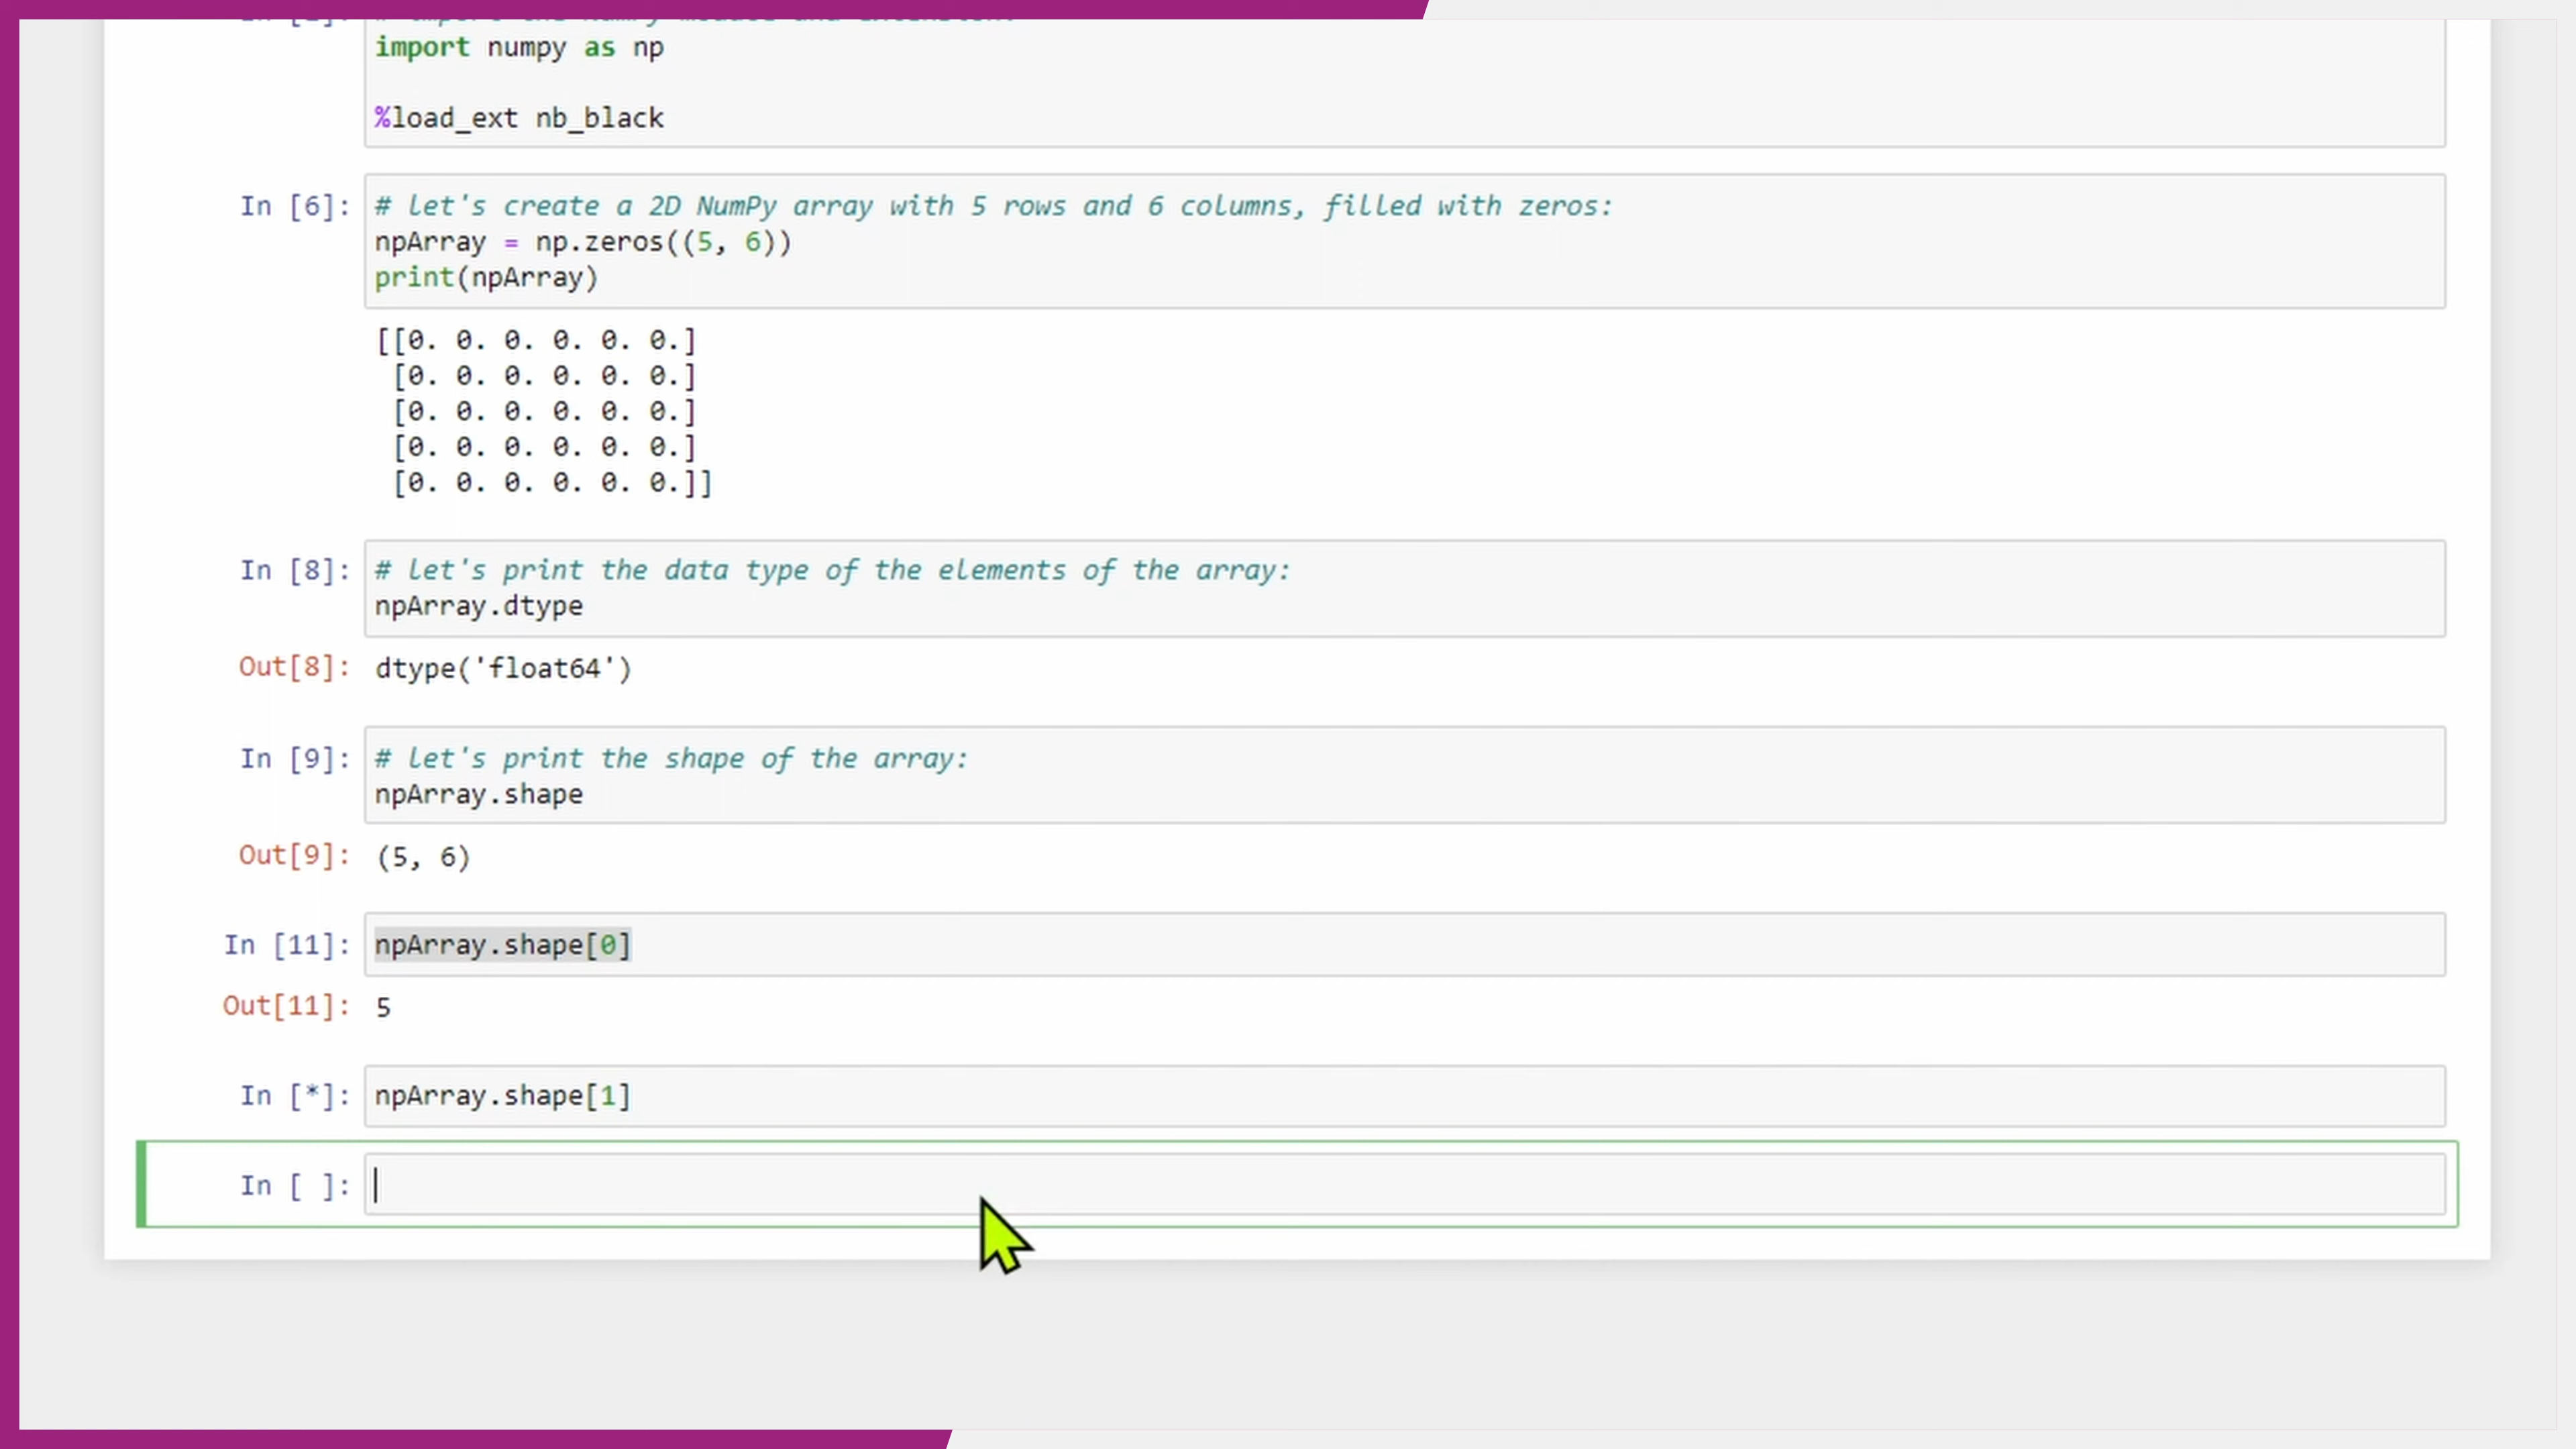 import numpy as np
%load_ext nb_black
In [6]: # let's create a 2D NumPy array with 5 rows and 6 columns, filled with zeros:
npArray = np.zeros((5, 6))
print(npArray)
[[0. 0. 0. 0. 0. 0.]
[0. 0. 0. 0. 0. 0.]
[0. 0. 0. 0. 0. 0.]
[0. 0. 0. 0. 0. 0.]
[0. 0. 0. 0. 0. 0.]]
In [8]: # let's print the data type of the elements of the array:
npArray.dtype
Out[8]: dtype('float64')
In [9]: # let's print the shape of the array:
npArray.shape
Out[9]: (5, 6)
In [11]: npArray.shape[0]
Out[11]: 5
In [*]: npArray.shape[1]
In [ ]: